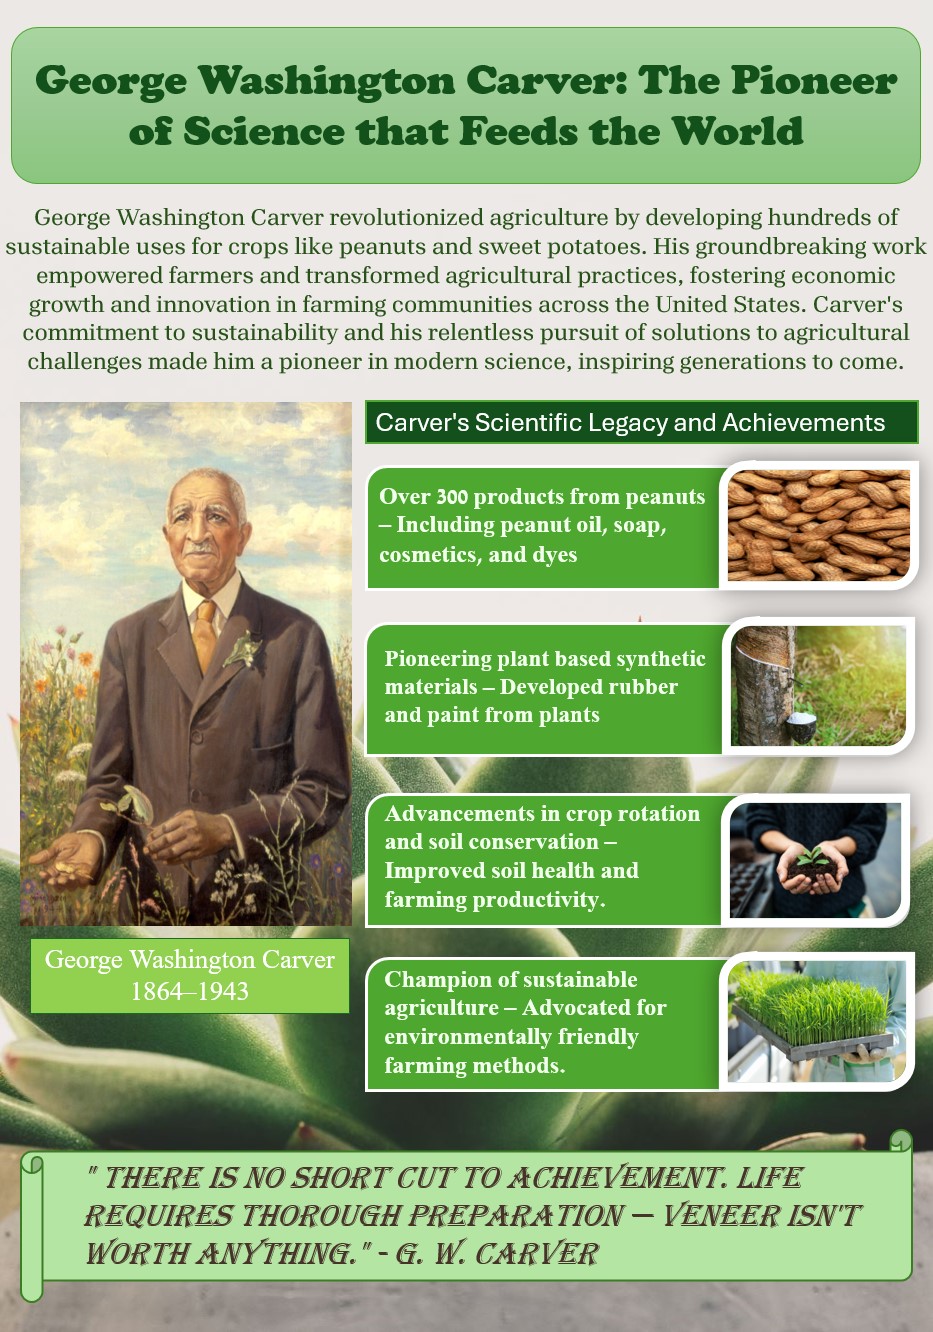 George Washington Carver: The Pioneer
of Science that Feeds the World
George Washington Carver revolutionized agriculture by developing hundreds of
sustainable uses for crops like peanuts and sweet potatoes. His groundbreaking work
empowered farmers and transformed agricultural practices, fostering economic
growth and innovation in farming communities across the United States. Carver's
commitment to sustainability and his relentless pursuit of solutions to agricultural
challenges made him a pioneer in modern science, inspiring generations to come.
Carver's Scientific Legacy and Achievements
Over 300 products from peanuts
– Including peanut oil, soap,
cosmetics, and dyes
Pioneering plant based synthetic
materials – Developed rubber
and paint from plants
Advancements in crop rotation
and soil conservation –
Improved soil health and
farming productivity.
Champion of sustainable
agriculture – Advocated for
environmentally friendly
farming methods.
George Washington Carver
1864–1943
" THERE IS NO SHORT CUT TO ACHIEVEMENT. LIFE
REQUIRES THOROUGH PREPARATION — VENEER ISN'T
WORTH ANYTHING." - G. W. CARVER